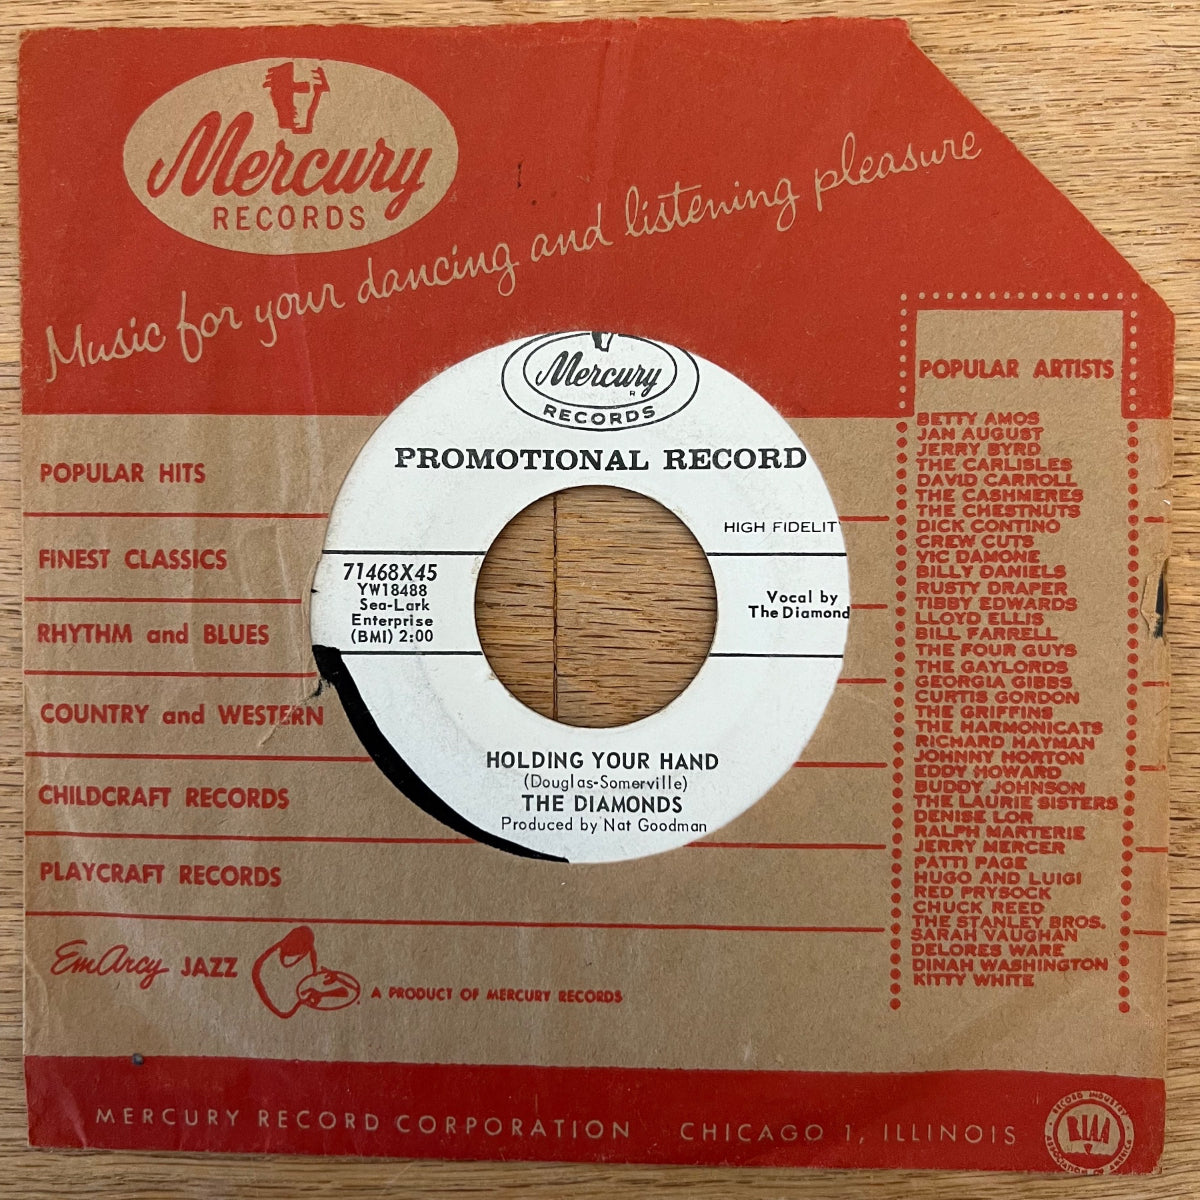 Mercury
RECORDS
Music for your dancing and listening pleasure
POPULAR HITS
FINEST CLASSICS
RHYTHM and BLUES
COUNTRY and WESTERN
CHILDCRAFT RECORDS
PLAYCRAFT RECORDS
EmArcy JAZZ
A PRODUCT OF MERCURY RECORDS
Mercury
R
RECORDS
PROMOTIONAL RECORD
HIGH FIDELIT
71468X45
YW18488
Sea-Lark
Enterprise
(BMI) 2:00
Vocal by
The Diamond
HOLDING YOUR HAND
(Douglas-Somerville)
THE DIAMONDS
Produced by Nat Goodman
POPULAR ARTISTS
BETTY AMOS
JAN AUGUST
JERRY BYRD
THE CARLISLES
DAVID CARROLL
THE CASHMERES
THE CHESTNUTS
DICK CONTINO
CREW CUTS
VIC DAMONE
BILLY DANIELS
RUSTY DRAPER
TIBBY EDWARDS
LLOYD ELLIS
BILL FARRELL
THE FOUR GUYS
THE GAYLORDS
GEORGIA GIBBS
CURTIS GORDON
THE GRIFFINS
THE HARMONICATS
RICHARD HAYMAN
JOHNNY HORTON
EDDY HOWARD
BUDDY JOHNSON
THE LAURIE SISTERS
DENISE LOR
RALPH MARTERIE
JERRY MERCER
PATTI PAGE
HUGO AND LUIGI
RED PRYSOCK
CHUCK REED
THE STANLEY BROS.
SARAH VAUGHAN
DELORES WARE
DINAH WASHINGTON
KITTY WHITE
MERCURY RECORD CORPORATION CHICAGO 1, ILLINOIS
RECORD INDUSTRY
RIAA
ASSOCIATION OF AMERICA